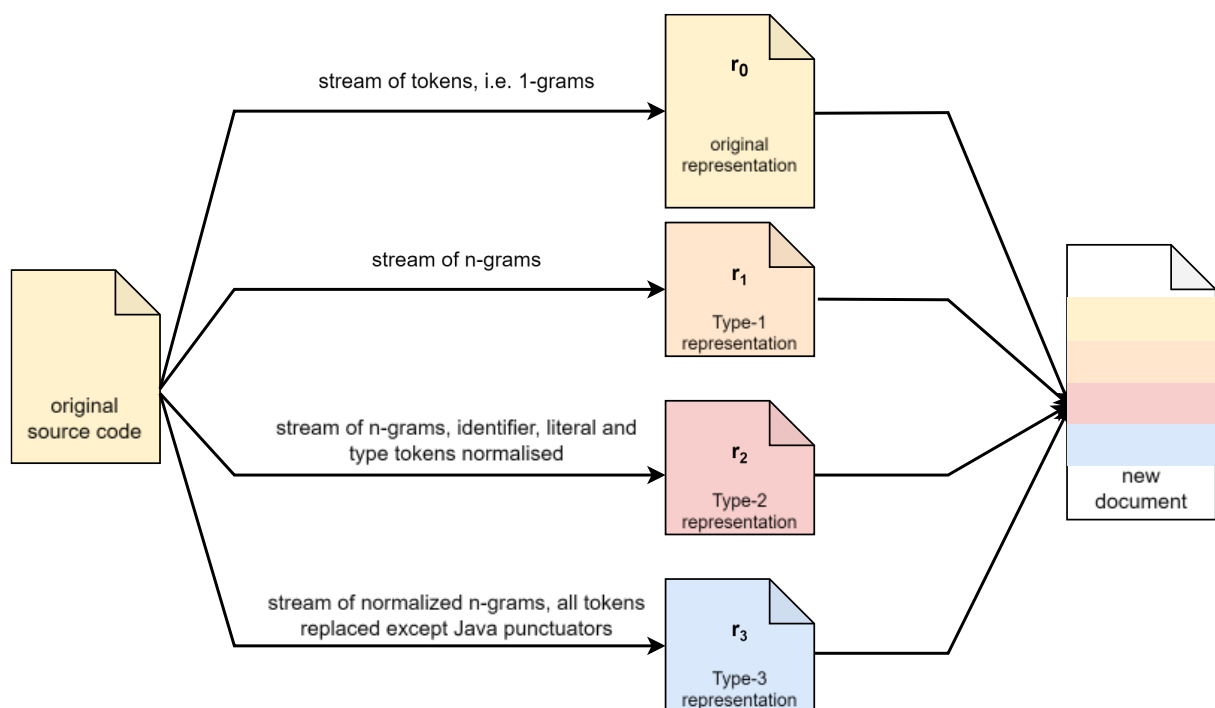 stream of tokens, i.e. 1-grams
r0
original
representation
stream of n-grams
r1
Type-1
representation
original
source code
stream of n-grams, identifier, literal and
type tokens normalised
r2
Type-2
representation
stream of normalized n-grams, all tokens
replaced except Java punctuators
r3
Type-3
representation
new
document